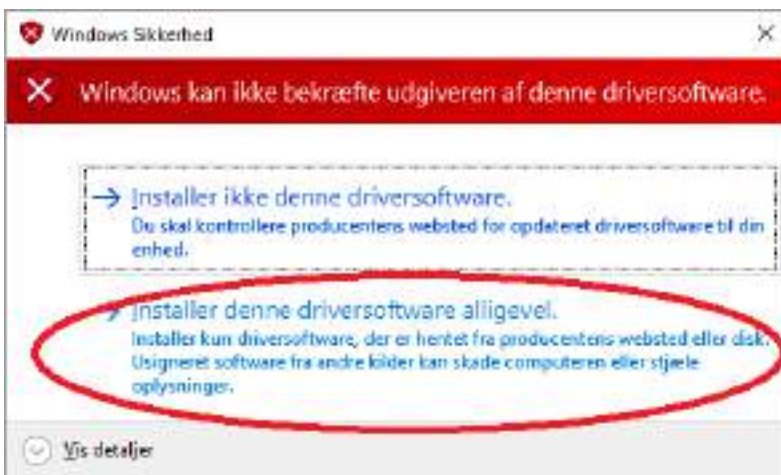 Windows Sikkerhed
Windows kan ikke bekræfte udgiveren af denne driversoftware.
Installer ikke denne driversoftware.
Du skal kontrollere producentens websted for opdateret driversoftware til din
enhed.
Installer denne driversoftware alligevel.
Installer kun driversoftware, der er hentet fra producentens websted eller disk.
Usigneret software fra andre kilder kan skade computeren eller stjæle
oplysninger.
Vis detaljer